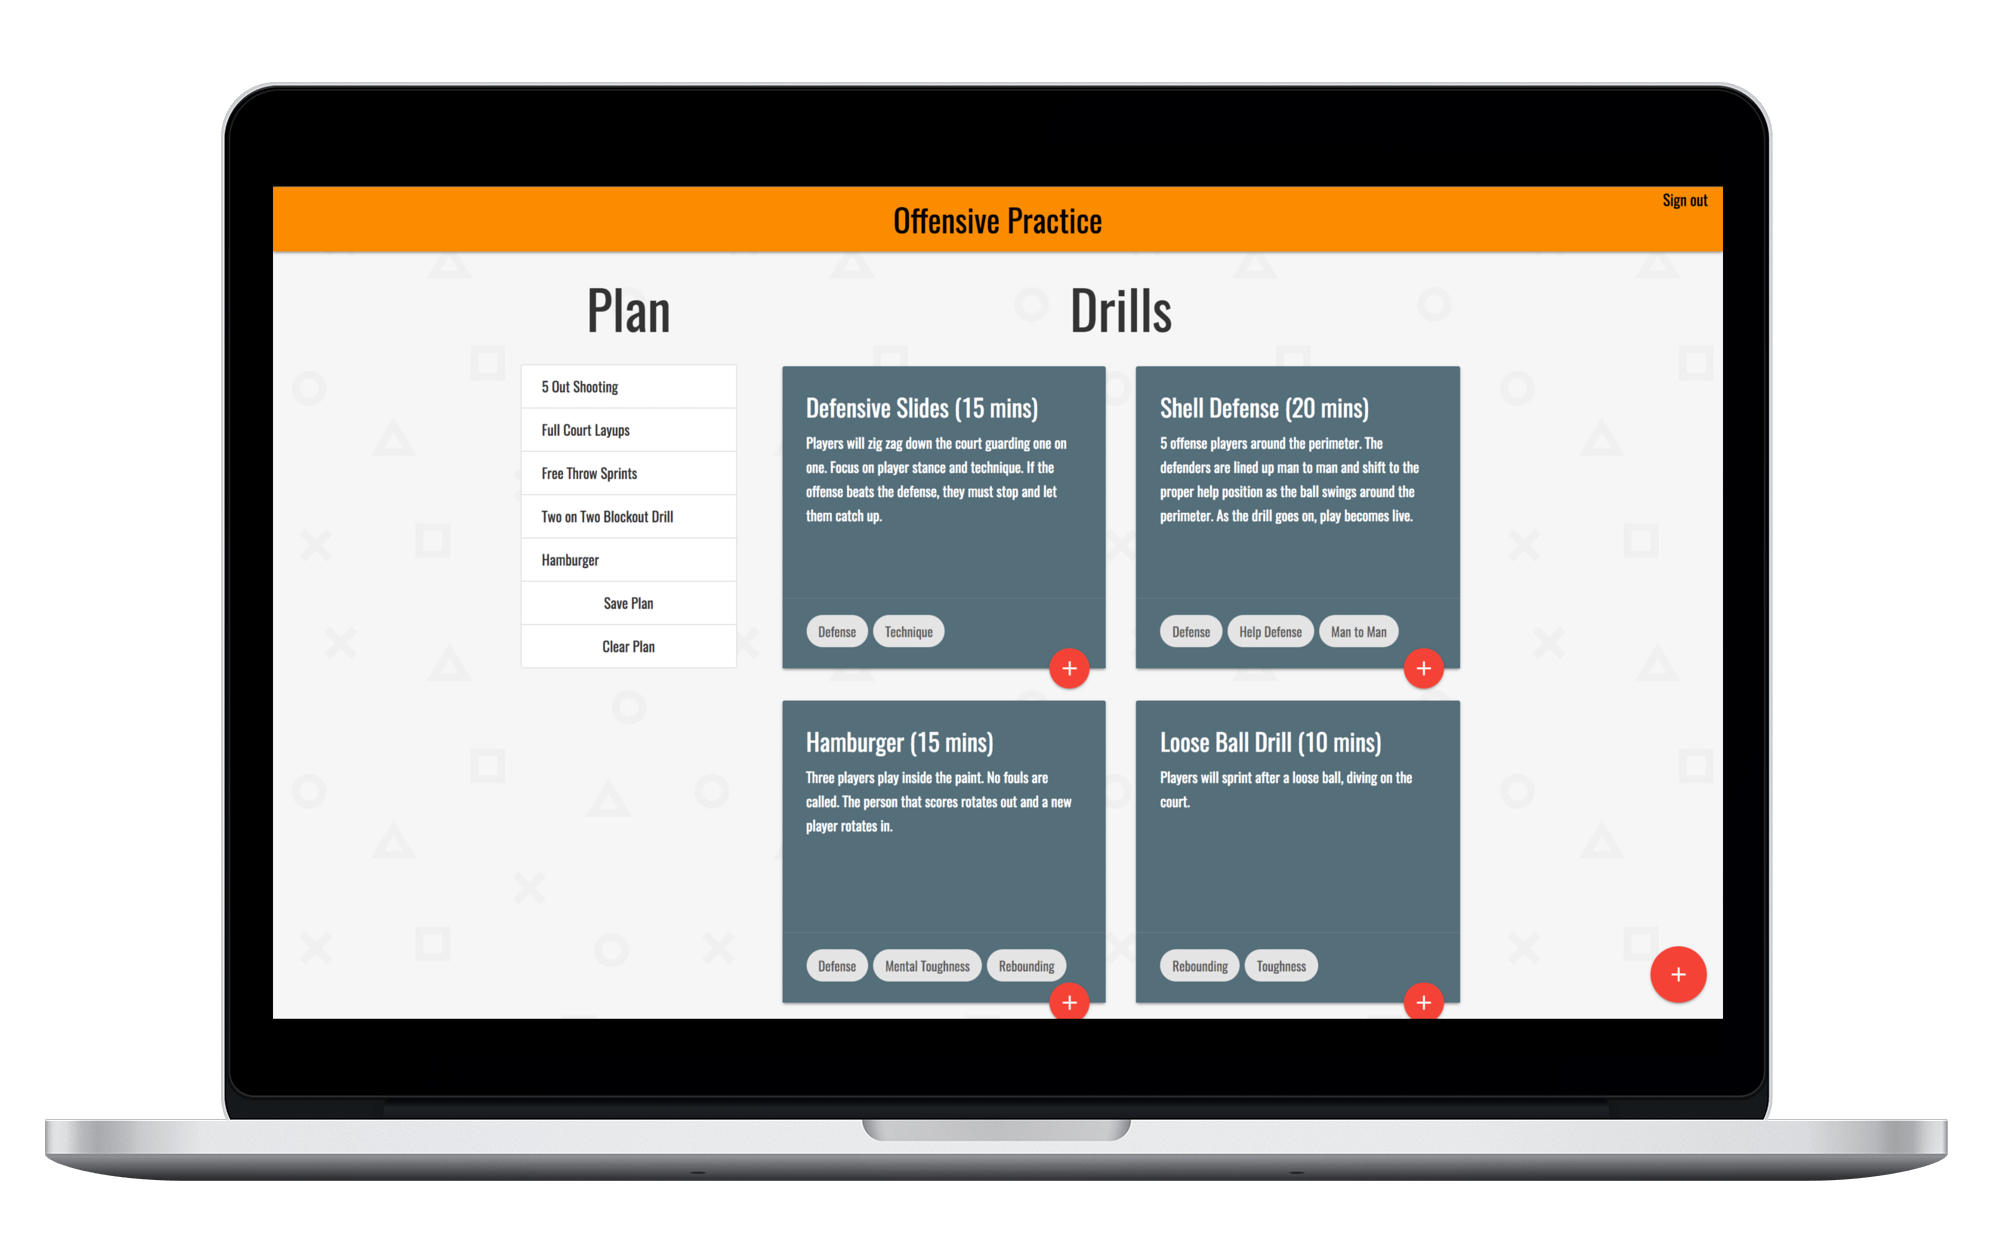 Sign out
Offensive Practice
Plan
5 Out Shooting
Full Court Layups
Free Throw Sprints
Two on Two Blockout Drill
Hamburger
Save Plan
Clear Plan
Drills
Defensive Slides (15 mins)
Players will zig zag down the court guarding one on
one. Focus on player stance and technique. If the
offense beats the defense, they must stop and let
them catch up.
Defense Technique
+
Shell Defense (20 mins)
5 offense players around the perimeter. The
defenders are lined up man to man and shift to the
proper help position as the ball swings around the
perimeter. As the drill goes on, play becomes live.
Defense Help Defense Man to Man
+
Hamburger (15 mins)
Three players play inside the paint. No fouls are
called. The person that scores rotates out and a new
player rotates in.
Defense Mental Toughness Rebounding
+
Loose Ball Drill (10 mins)
Players will sprint after a loose ball, diving on the
court.
Rebounding Toughness
+
+